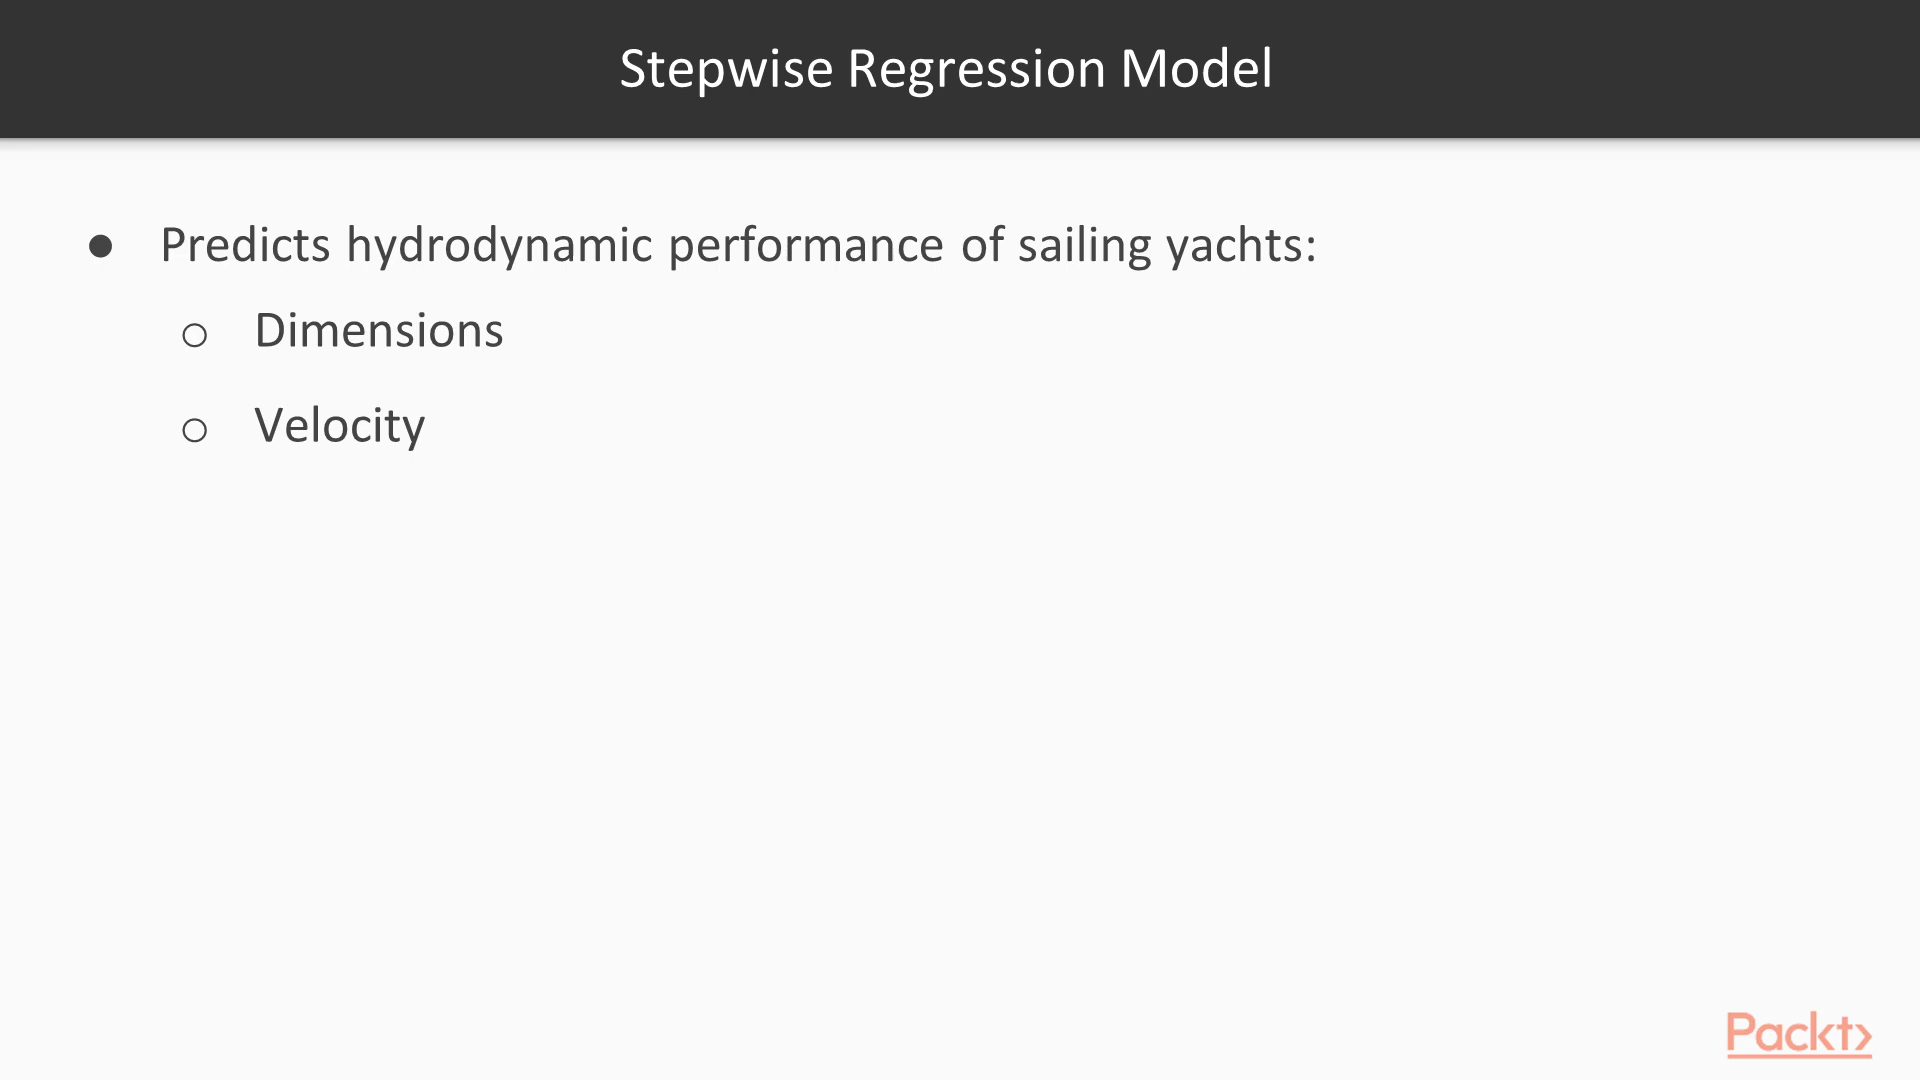 Stepwise Regression Model
● Predicts hydrodynamic performance of sailing yachts:
○ Dimensions
○ Velocity
Packt>